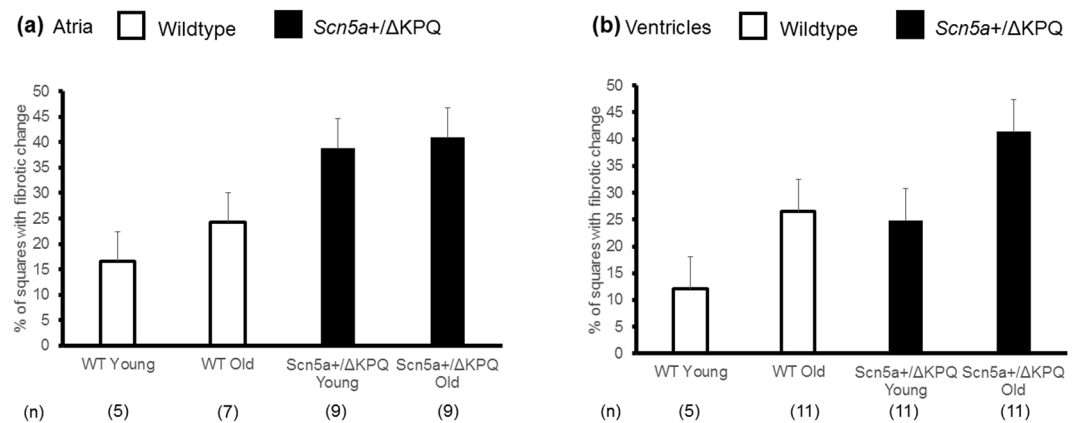 (a) Atria Wildtype Scn5a+/ΔKPQ
% of squares with fibrotic change
50
45
40
35
30
25
20
15
10
5
0
WT Young WT Old Scn5a+/ΔKPQ Scn5a+/ΔKPQ
Young Old
(n) (5) (7) (9) (9)
(b) Ventricles Wildtype Scn5a+/ΔKPQ
% of squares with fibrotic change
50
45
40
35
30
25
20
15
10
5
0
WT Young WT Old Scn5a+/ΔKPQ Scn5a+/ΔKPQ
Young Old
(n) (5) (11) (11) (11)